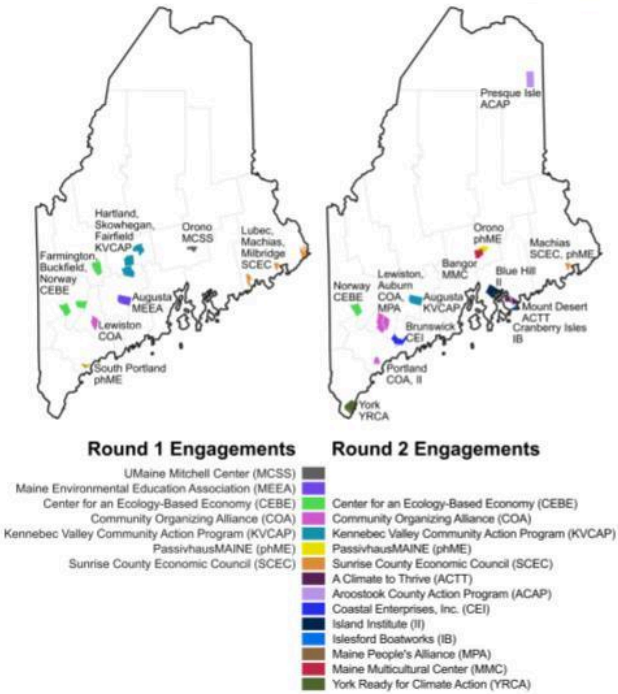 Presque Isle
ACAP
Hartland,
Skowhegan,
Fairfield
KVCAP
Orono
MCSS
Lubec,
Machias,
Milbridge
SCEC
Farmington,
Buckfield,
Norway
CEBE
Augusta
MEEA
Lewiston
COA
South Portland
phME
Orono
phME
Bangor
MMC
Machias
SCEC, phME
Blue Hill
II
Norway
CEBE
Lewiston,
Auburn
COA,
MPA
Augusta
KVCAP
Mount Desert
ACTT
Cranberry Isles
IB
Brunswick
CEI
Portland
COA, II
York
YRCA
Round 1 Engagements
UMaine Mitchell Center (MCSS)
Maine Environmental Education Association (MEEA)
Center for an Ecology-Based Economy (CEBE)
Community Organizing Alliance (COA)
Kennebec Valley Community Action Program (KVCAP)
PassivhausMAINE (phME)
Sunrise County Economic Council (SCEC)
Round 2 Engagements
Center for an Ecology-Based Economy (CEBE)
Community Organizing Alliance (COA)
Kennebec Valley Community Action Program (KVCAP)
PassivhausMAINE (phME)
Sunrise County Economic Council (SCEC)
A Climate to Thrive (ACTT)
Aroostook County Action Program (ACAP)
Coastal Enterprises, Inc. (CEI)
Island Institute (II)
Islesford Boatworks (IB)
Maine People's Alliance (MPA)
Maine Multicultural Center (MMC)
York Ready for Climate Action (YRCA)